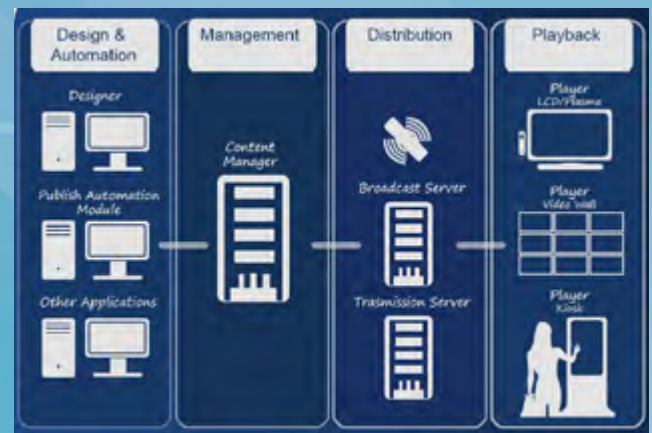 Design &
Automation
Management
Distribution
Playback
Designer
Publish Automation
Module
Other Applications
Content
Manager
Broadcast Server
Trasmission Server
Player
LCD/Plasma
Player
Video Wall
Player
Kiosk